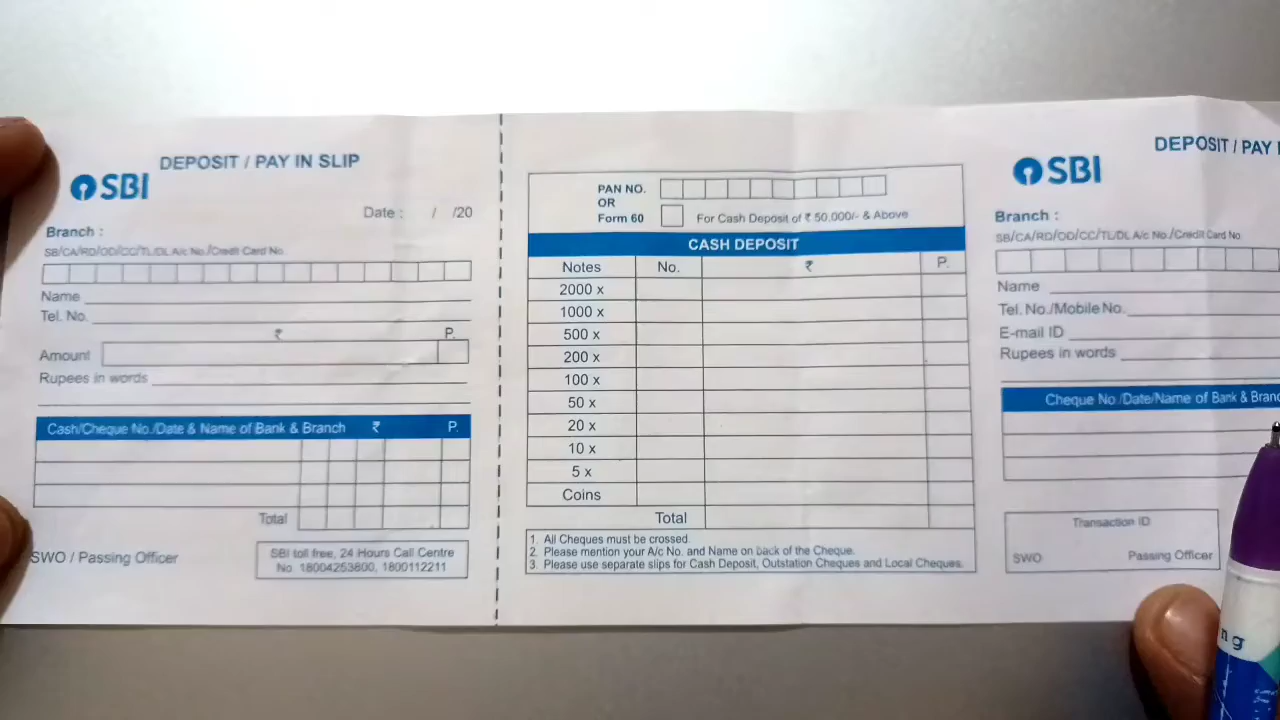 DEPOSIT / PAY IN SLIP
SBI
Date : / /20
Branch :
SB/CA/RD/OD/CC/TL/DL A/c No./Credit Card No.
Name
Tel. No.
₹ P.
Amount
Rupees in words
Cash/Cheque No./Date & Name of Bank & Branch ₹ P.
Total
SWO / Passing Officer
SBI toll free, 24 Hours Call Centre
No. 18004253800, 1800112211
PAN NO.
OR
Form 60 For Cash Deposit of ₹ 50,000/- & Above
CASH DEPOSIT
Notes No. ₹ P.
2000 x
1000 x
500 x
200 x
100 x
50 x
20 x
10 x
5 x
Coins
Total
1. All Cheques must be crossed.
2. Please mention your A/c No. and Name on back of the Cheque.
3. Please use separate slips for Cash Deposit, Outstation Cheques and Local Cheques.
DEPOSIT / PAY
SBI
Branch :
SB/CA/RD/OD/CC/TL/DL A/c No./Credit Card No.
Name
Tel. No./Mobile No.
E-mail ID
Rupees in words
Cheque No./Date/Name of Bank &
Transaction ID
SWO Passing Officer